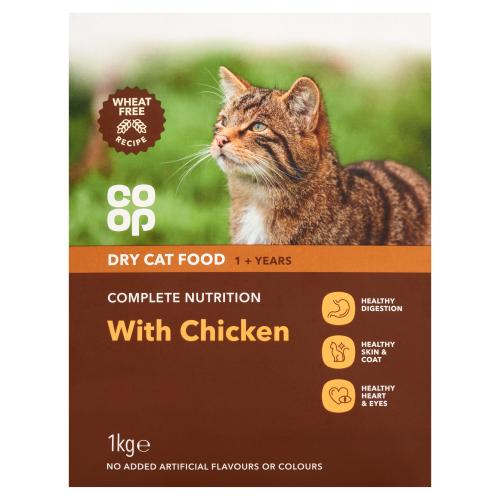 WHEAT
FREE
RECIPE
CO
OP
DRY CAT FOOD 1 + YEARS
COMPLETE NUTRITION
With Chicken
HEALTHY
DIGESTION
HEALTHY
SKIN &
COAT
HEALTHY
HEART
& EYES
1kg℮
NO ADDED ARTIFICIAL FLAVOURS OR COLOURS